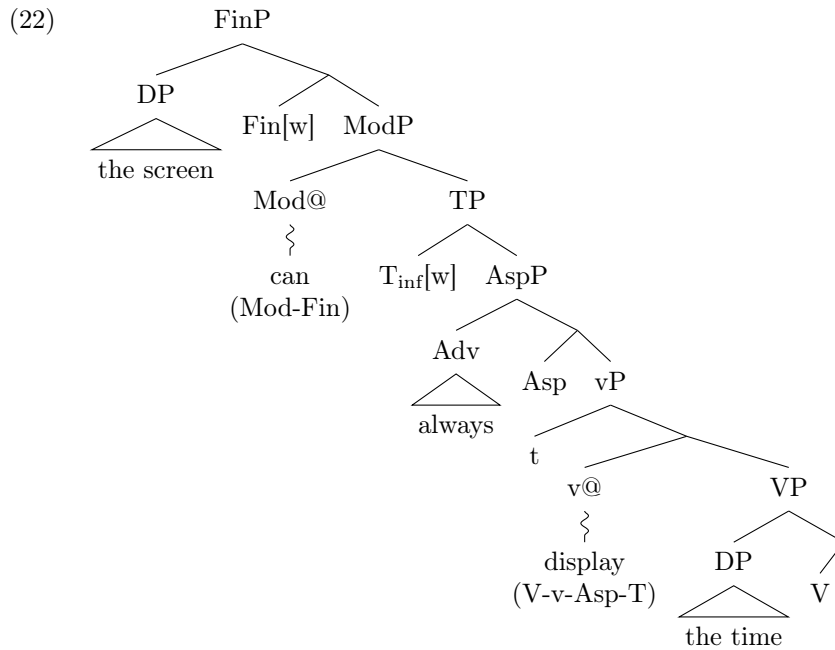 (22)
FinP
DP
Fin[w] ModP
the screen
Mod@ TP
can
(Mod-Fin)
T_inf[w] AspP
Adv
Asp vP
always
t
v@ VP
display
(V-v-Asp-T)
DP
V
the time